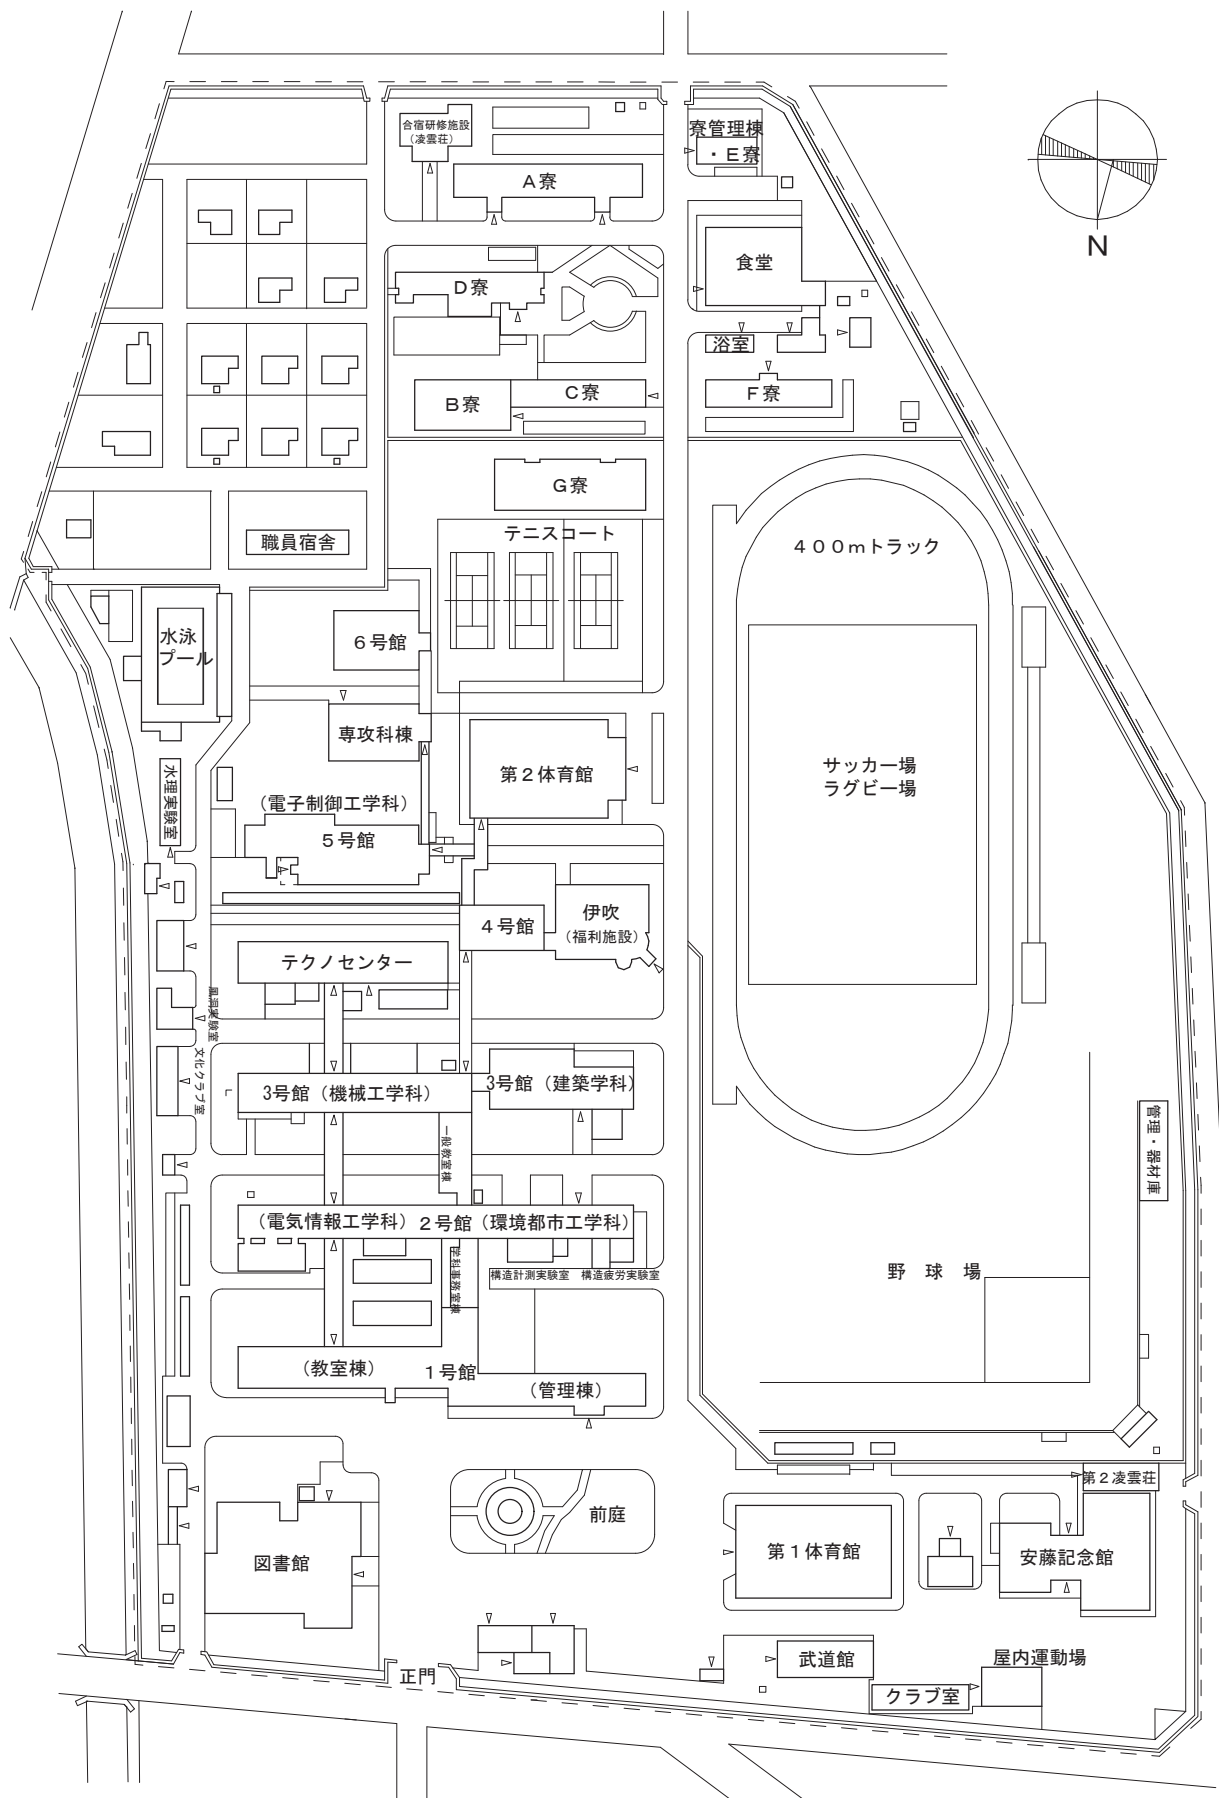 合宿研修施設
（凌雲荘）
寮管理棟
・Ｅ寮
Ａ寮
N
食堂
Ｄ寮
浴室
Ｂ寮
Ｃ寮
Ｆ寮
Ｇ寮
職員宿舎
テニスコート
４００ｍトラック
水泳
プール
６号館
専攻科棟
第２体育館
サッカー場
ラグビー場
水理実験室
（電子制御工学科）
５号館
４号館
伊吹
（福利施設）
テクノセンター
風洞実験室
文化クラブ室
3号館（機械工学科）
3号館（建築学科）
管理・器材庫
一般教室棟
（電気情報工学科）２号館（環境都市工学科）
学科事務室棟
構造計測実験室
構造疲労実験室
野　球　場
（教室棟）
１号館
（管理棟）
第２凌雲荘
前庭
図書館
第１体育館
安藤記念館
正門
武道館
屋内運動場
クラブ室